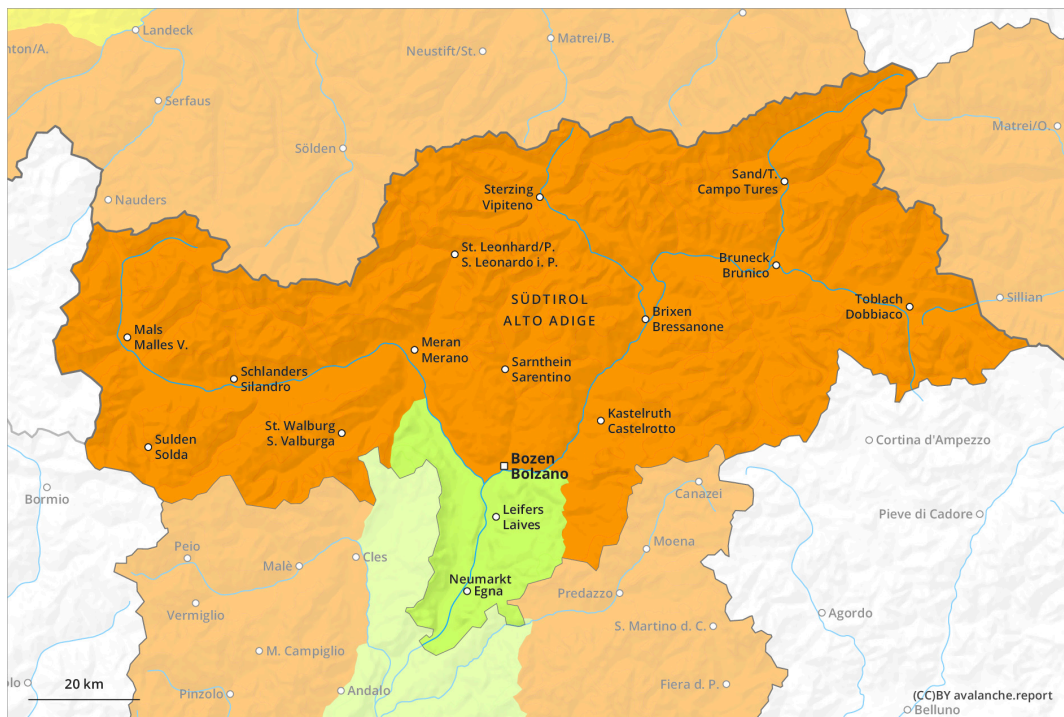 Landeck
nton/A.
Matrei/B.
Neustift/St.
Serfaus
Matrei/O.
Sölden
Sand/T.
Campo Tures
Sterzing
Vipiteno
Nauders
St. Leonhard/P.
S. Leonardo i. P.
Bruneck
Brunico
SÜDTIROL
ALTO ADIGE
Toblach
Dobbiaco
Sillian
Brixen
Bressanone
Mals
Malles V.
Meran
Merano
Sarnthein
Sarentino
Schlanders
Silandro
Kastelruth
Castelrotto
St. Walburg
S. Valburga
Sulden
Solda
Cortina d'Ampezzo
Bozen
Bolzano
Bormio
Canazei
Leifers
Laives
Pieve di Cadore
Peio
Malè
Cles
Moena
Neumarkt
Egna
Predazzo
Vermiglio
Agordo
S. Martino d. C.
M. Campiglio
olo
20 km
Pinzolo
Andalo
Fiera d. P.
(CC)BY avalanche.report
Belluno